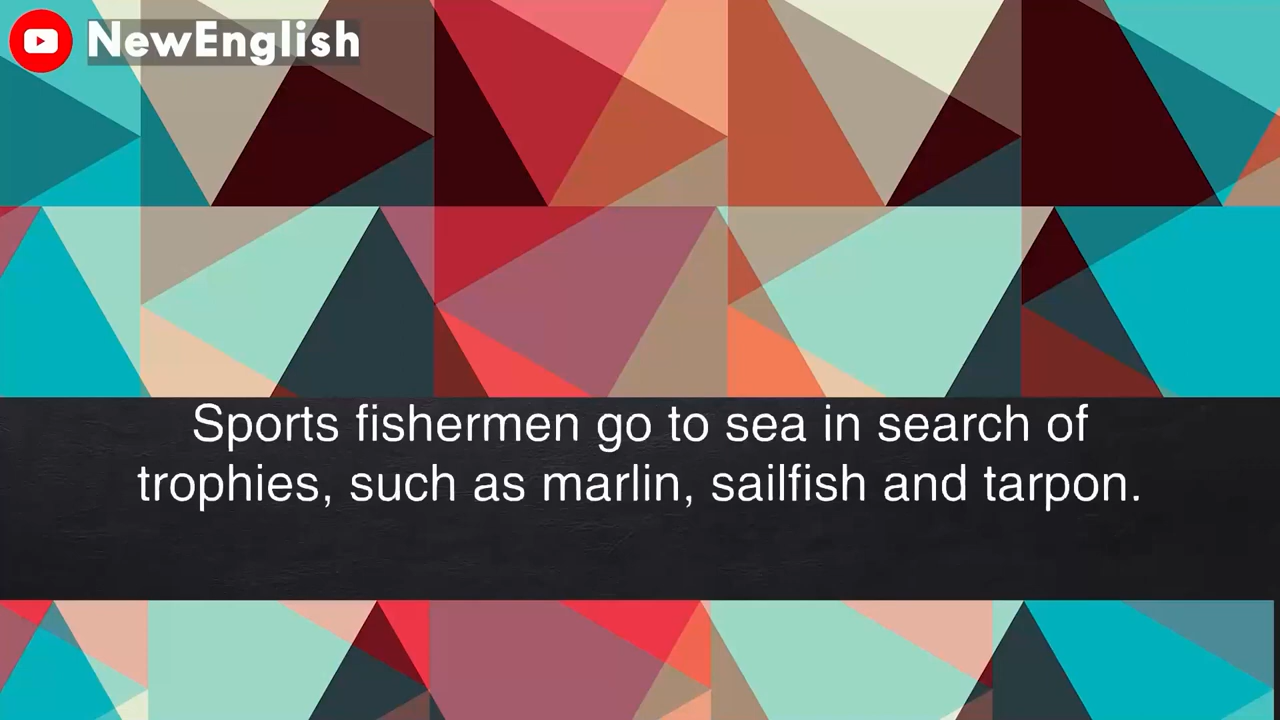 NewEnglish
Sports fishermen go to sea in search of
trophies, such as marlin, sailfish and tarpon.